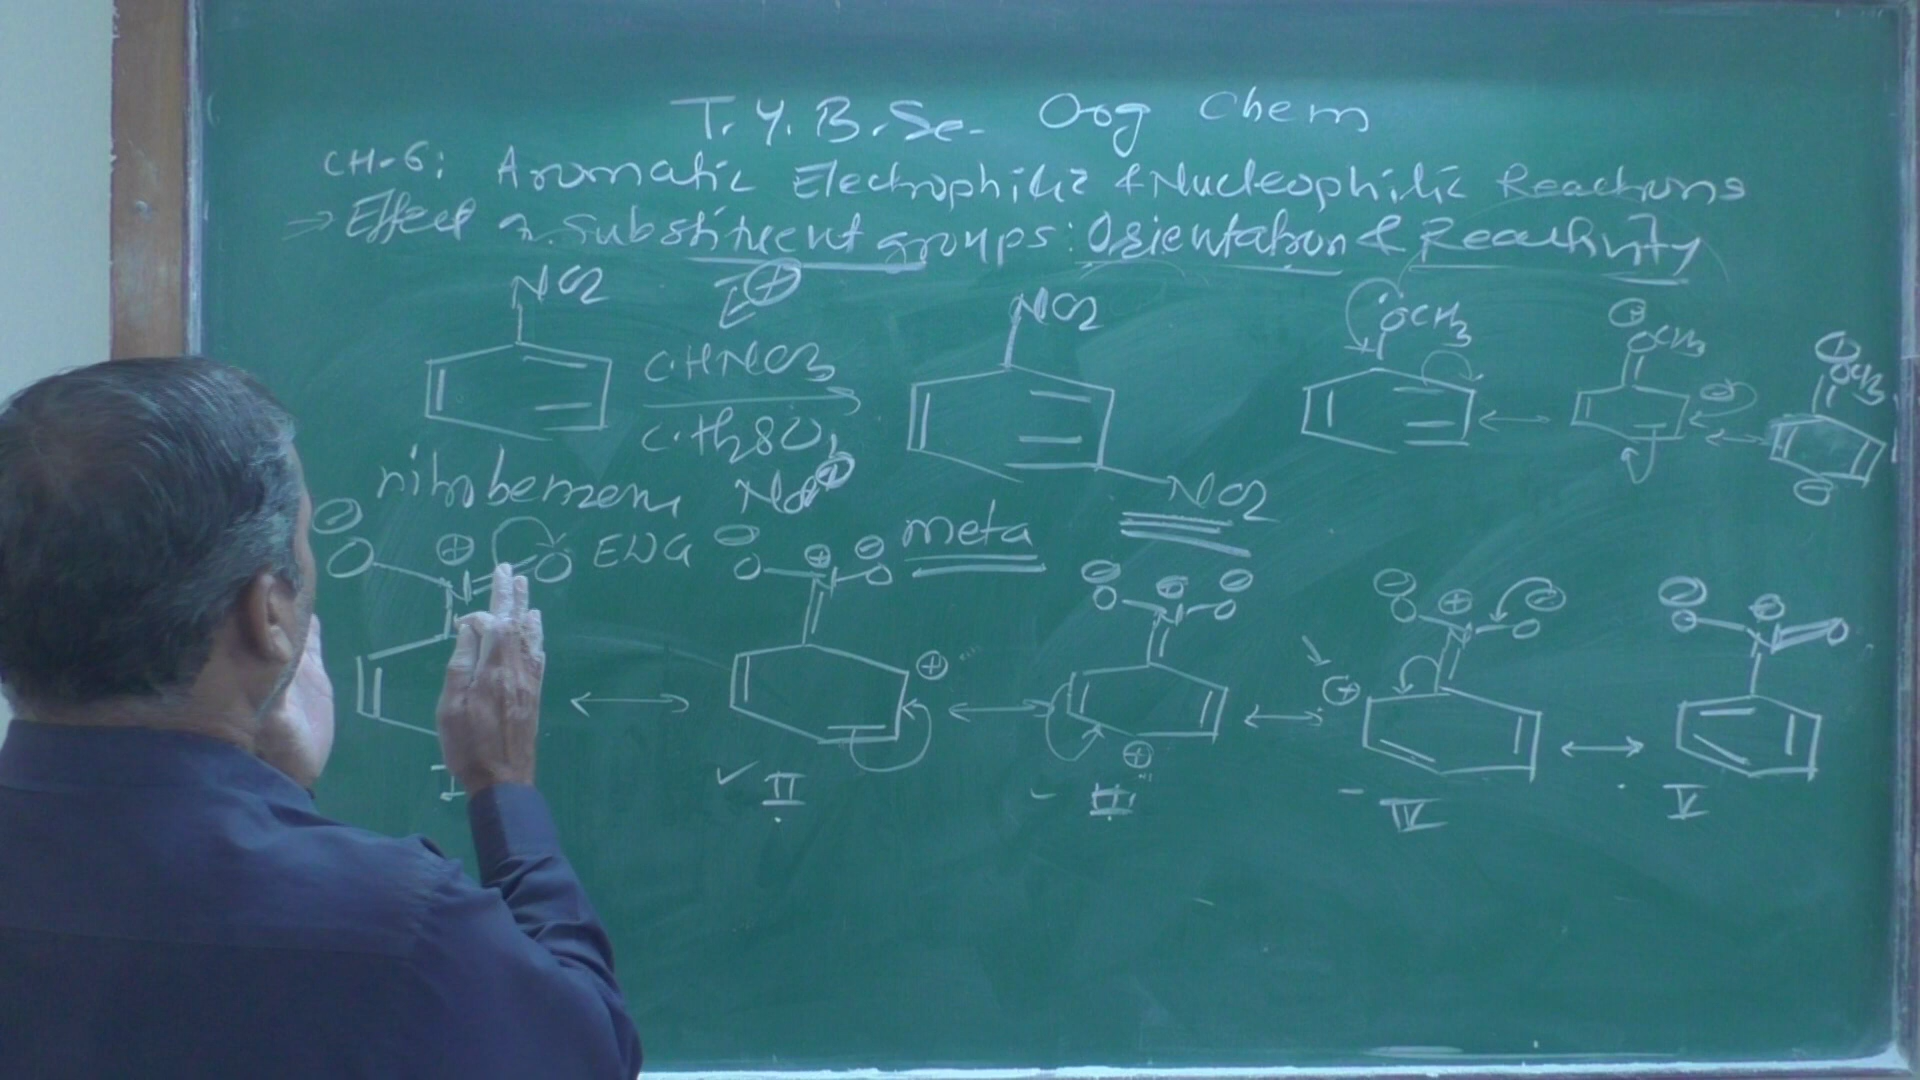 T.Y.B.Sc. Org Chem
CH-6: Aromatic Electrophilic & Nucleophilic Reactions
→ Effect of substituent groups: Orientation & Reactivity
NO2 E⊕ NO2 ÖCH3 ⊕ OCH3 ⊕ OCH3
C.HNO3
C.H2SO4
NO2
nitrobenzene NO2⊕
meta
EWG
⊖ O ⊕ N O
⊖ O ⊕ N ⊖ O
⊖ O ⊕ N ⊖ O
⊖ O ⊕ N ⊖ O
⊖ O ⊕ N O
⊕ ⊕ ⊕
I II III IV V